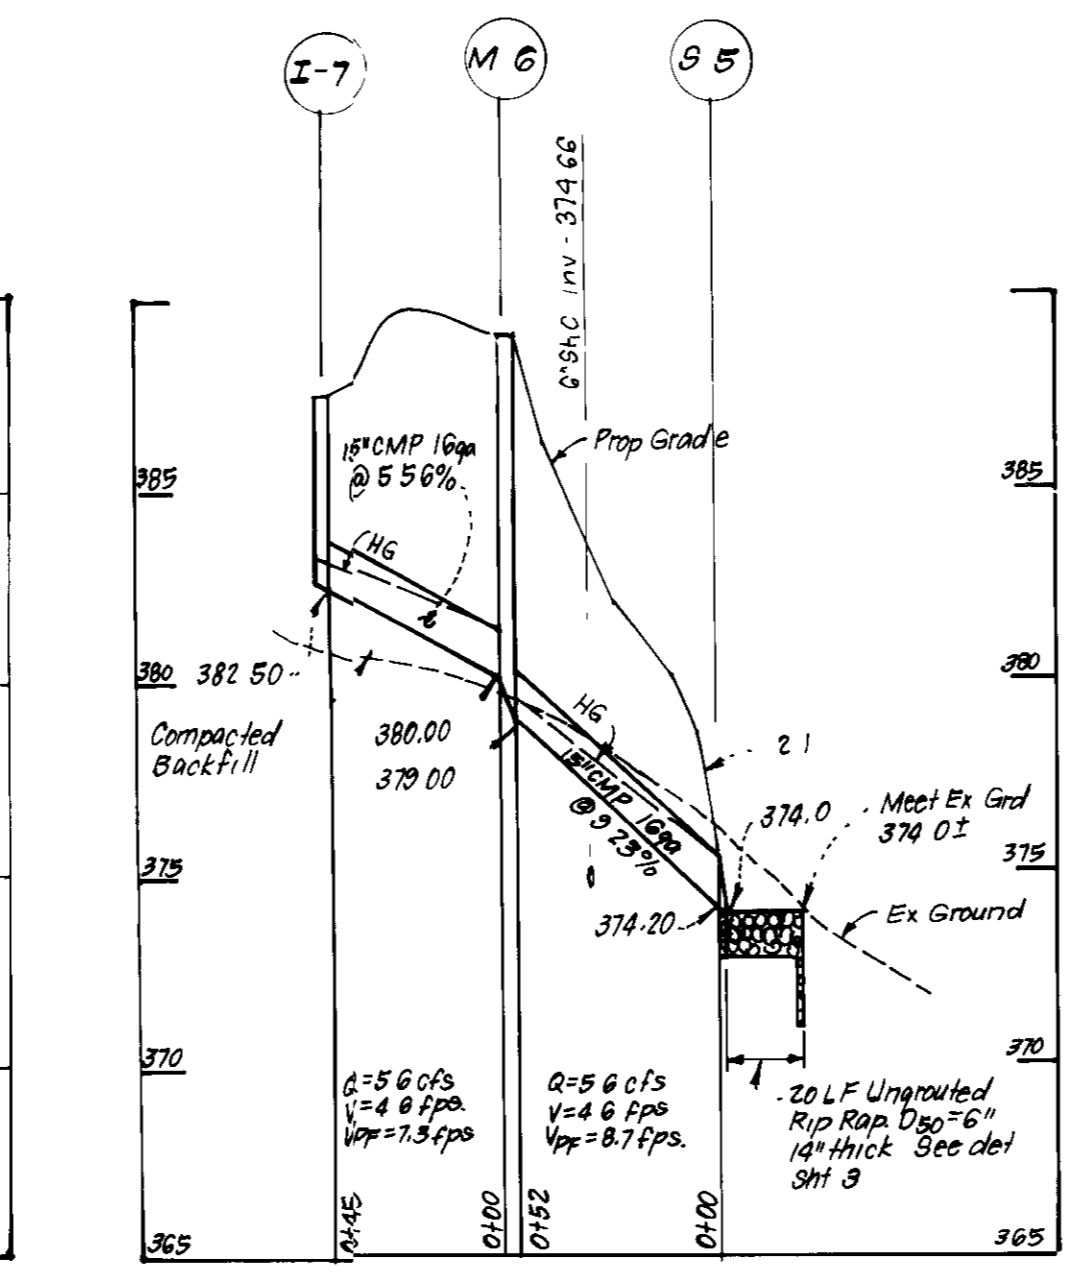 I-7
M 6
S 5
6"SHC Inv - 374 66
Prop Grade
15"CMP 16ga
@ 5 56%
385
385
HG
380
382 50
380
Compacted
Backfill
380.00
379 00
HG
15"CMP 16ga
@ 9 23%
2 1
374.0
Meet Ex Grd
374 0±
375
375
374.20
Ex Ground
370
370
Q=5 6 cfs
V=4 6 fps.
VPF=7.3 fps
Q=5 6 cfs
V=4 6 fps
VPF=8.7 fps.
20 LF Ungrouted
Rip Rap. D50=6"
14" thick See det
Sht 3
0+45
0+00
0+52
0+00
365
365